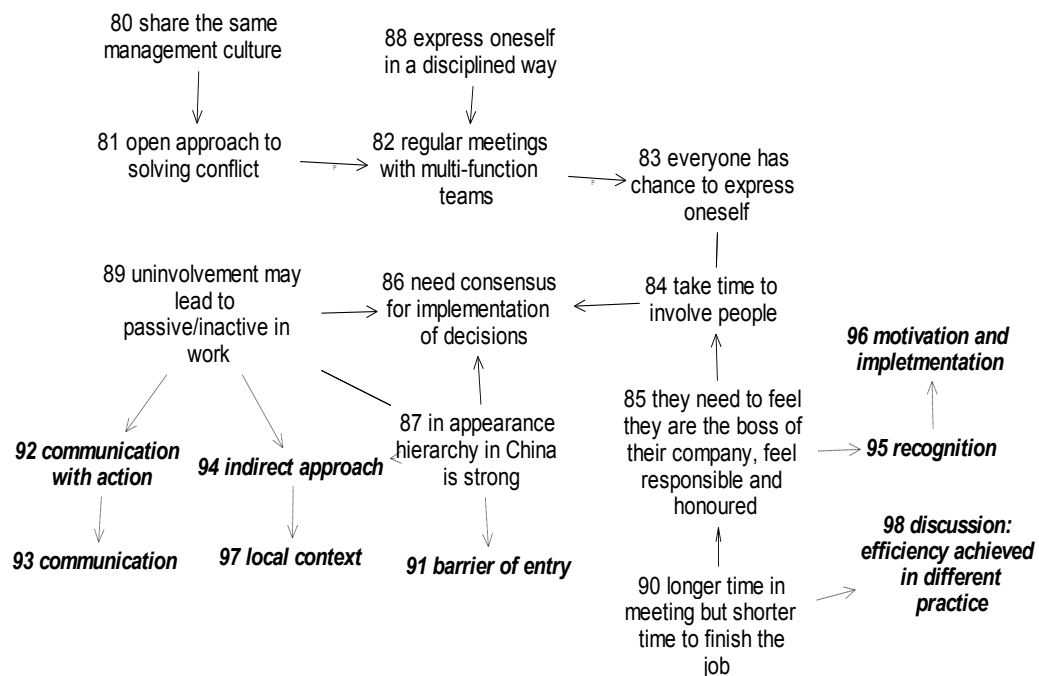 80 share the same
management culture
88 express oneself
in a disciplined way
81 open approach to
solving conflict
82 regular meetings
with multi-function
teams
83 everyone has
chance to express
oneself
89 uninvolvement may
lead to
passive/inactive in
work
86 need consensus
for implementation
of decisions
84 take time to
involve people
96 motivation and
impletmentation
87 in appearance
hierarchy in China
is strong
85 they need to feel
they are the boss of
their company, feel
responsible and
honoured
92 communication
with action
94 indirect approach
95 recognition
93 communication
97 local context
91 barrier of entry
98 discussion:
efficiency achieved
in different
practice
90 longer time in
meeting but shorter
time to finish the
job